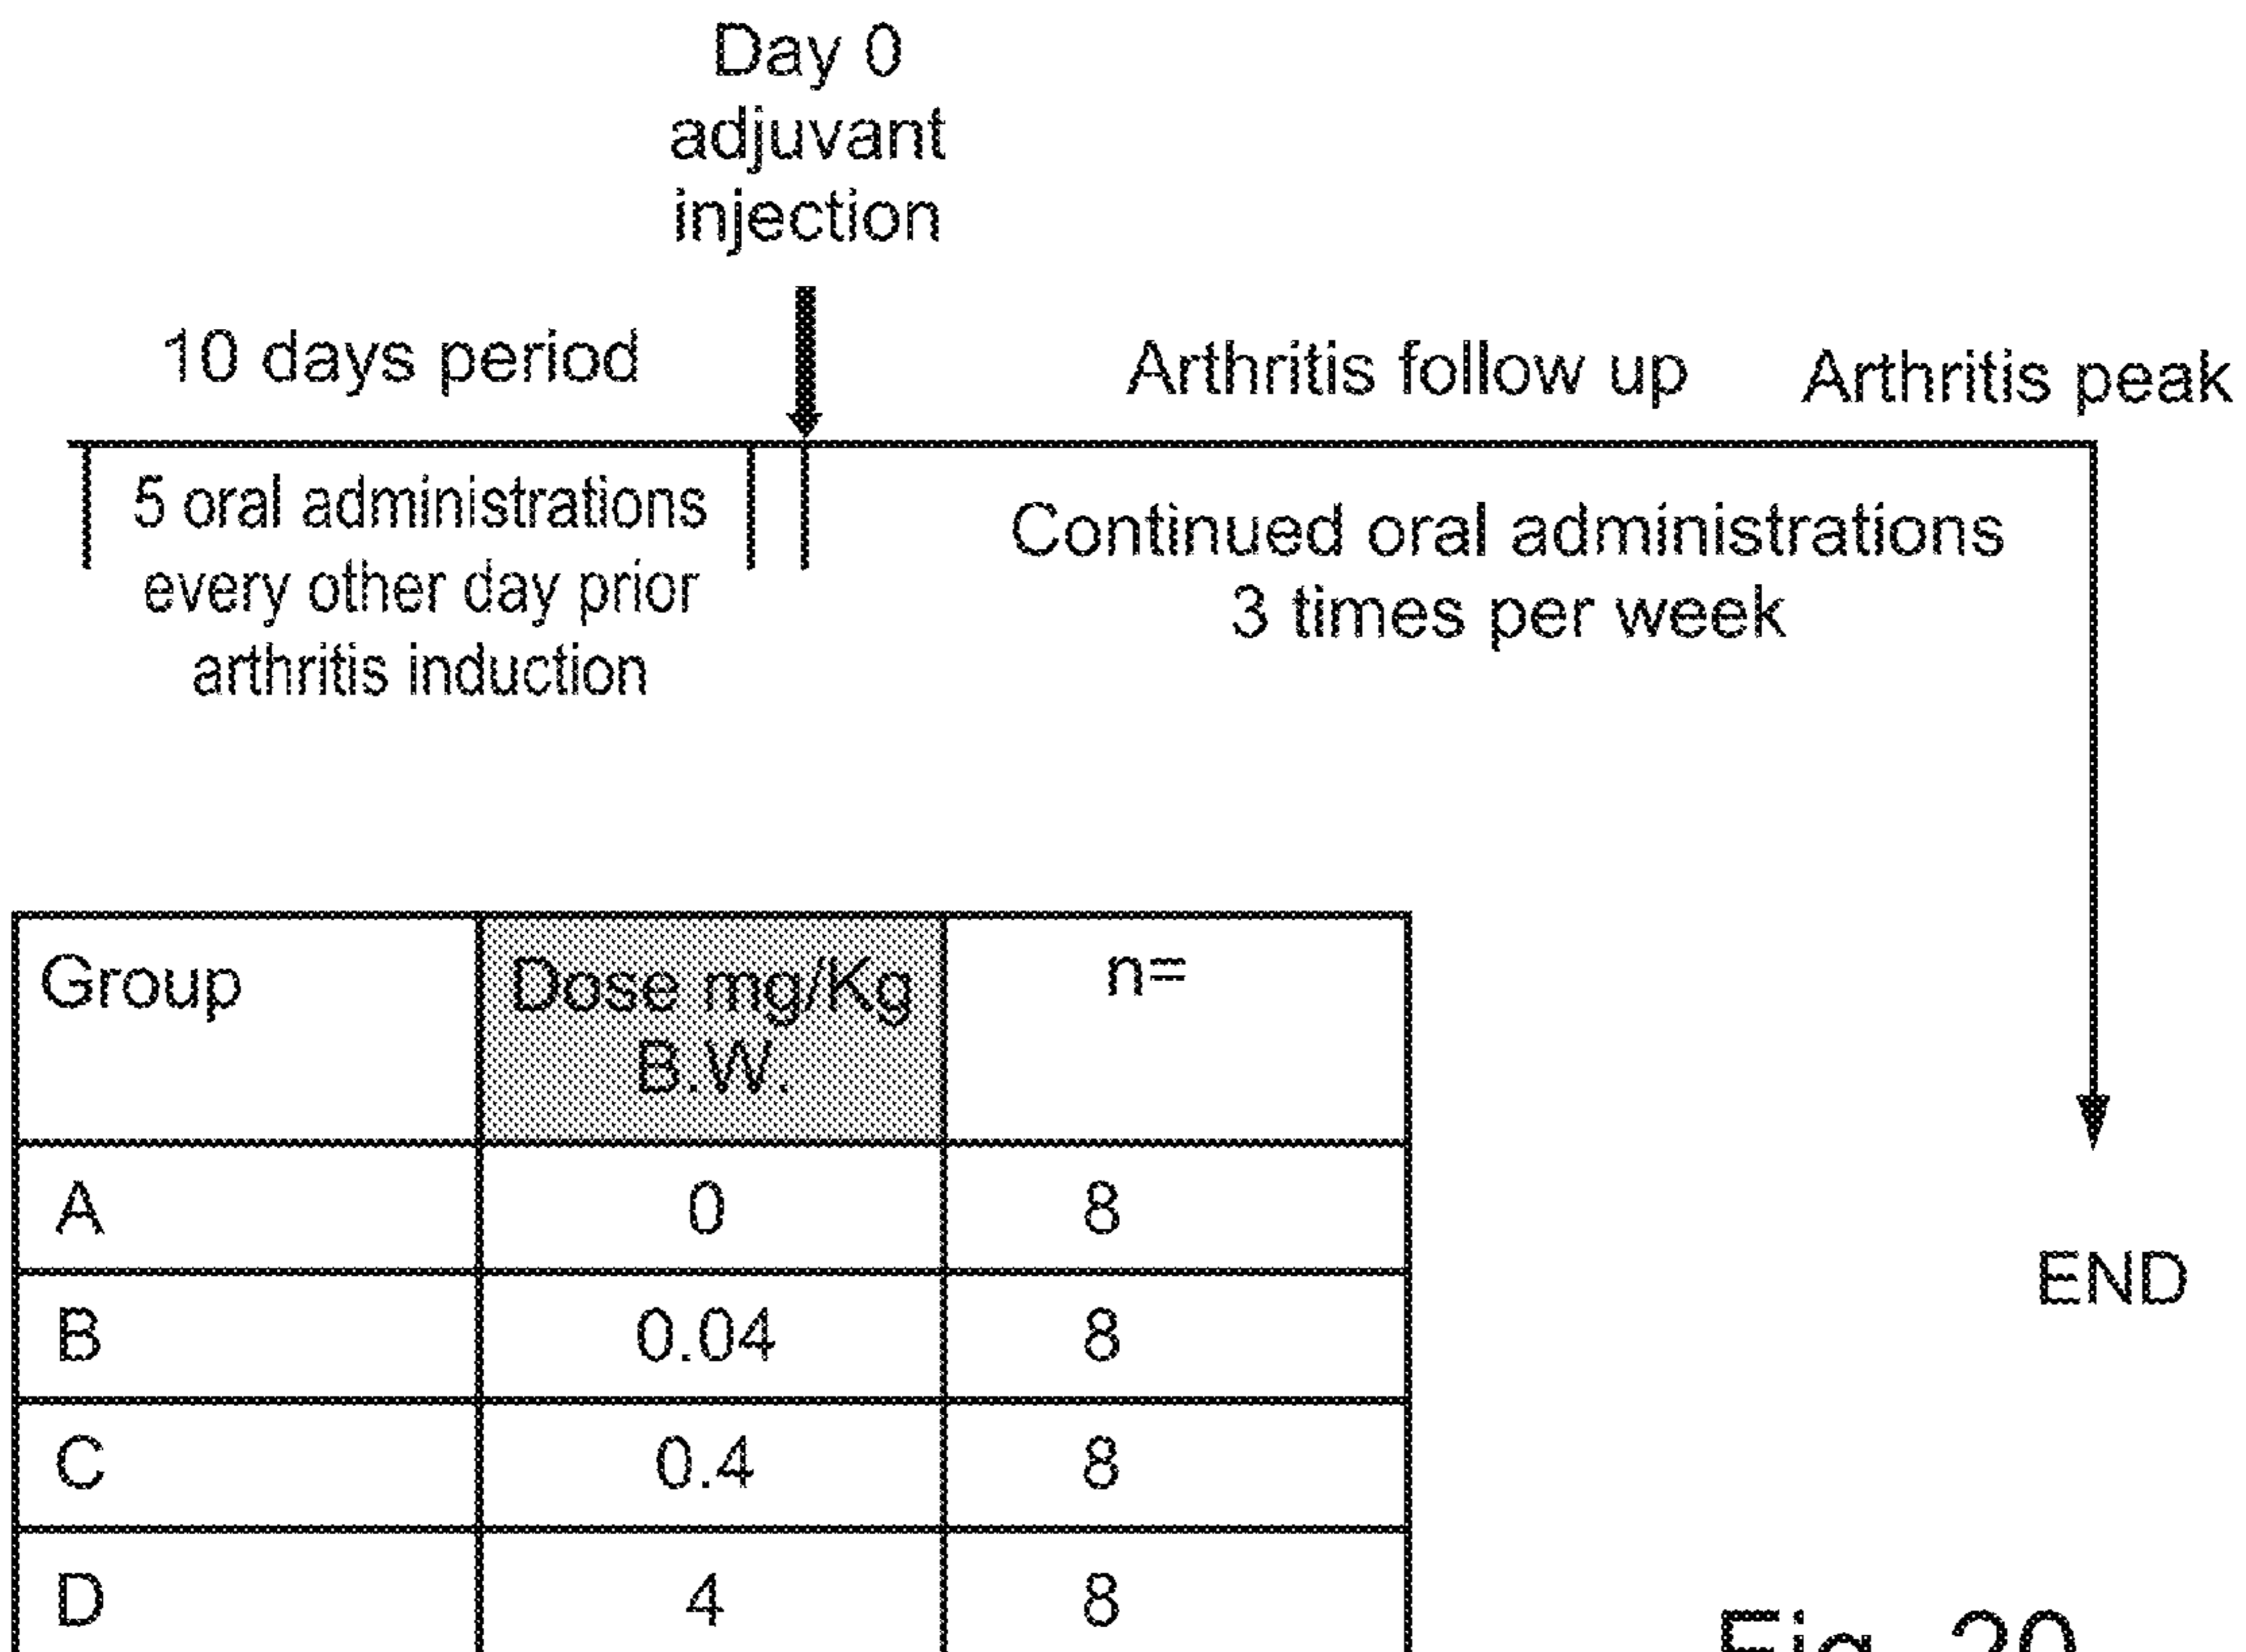 Day 0
adjuvant
injection
10 days period
Arthritis follow up
Arthritis peak
5 oral administrations
every other day prior
arthritis induction
Continued oral administrations
3 times per week
Group Dose mg/Kg n=
B.W.
A 0 8
B 0.04 8
C 0.4 8
D 4 8
END
Fig. 20